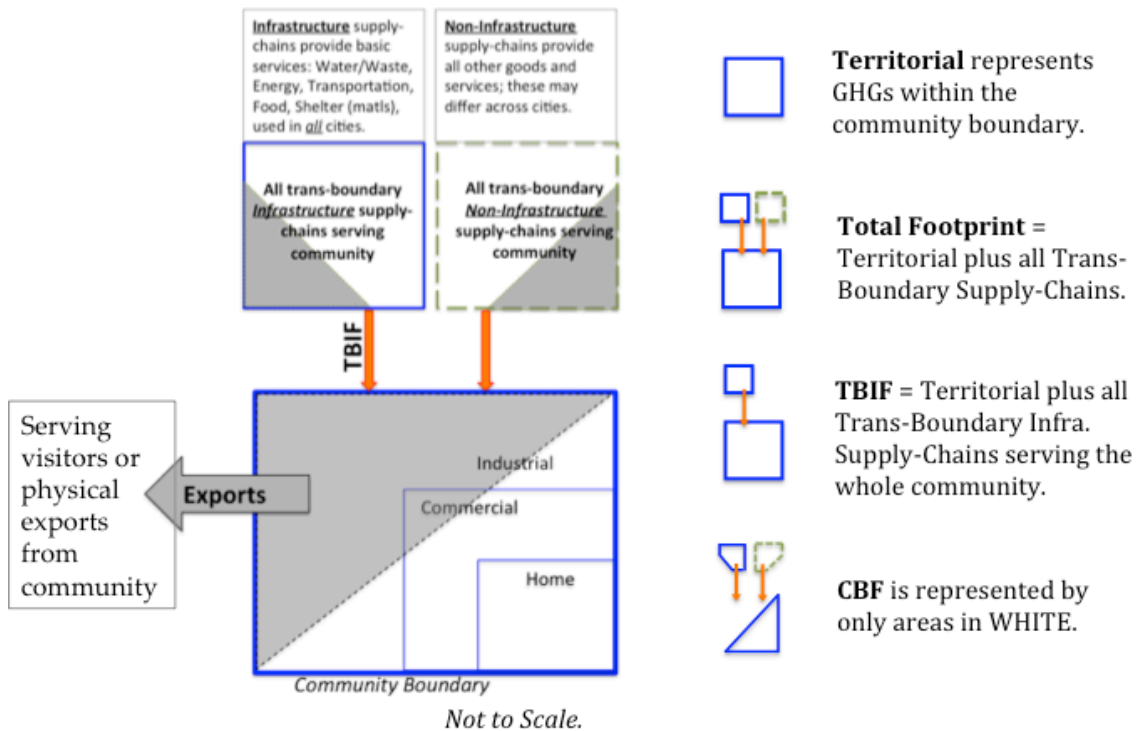 Infrastructure supply-
chains provide basic
services: Water/Waste,
Energy, Transportation,
Food, Shelter (matls),
used in all cities.
Non-Infrastructure
supply-chains provide
all other goods and
services; these may
differ across cities.
All trans-boundary
Infrastructure supply-
chains serving
community
All trans-boundary
Non-Infrastructure
supply-chains serving
community
TBIF
Serving
visitors or
physical
exports
from
community
Exports
Industrial
Commercial
Home
Community Boundary
Not to Scale.
Territorial represents
GHGs within the
community boundary.
Total Footprint =
Territorial plus all Trans-
Boundary Supply-Chains.
TBIF = Territorial plus all
Trans-Boundary Infra.
Supply-Chains serving the
whole community.
CBF is represented by
only areas in WHITE.